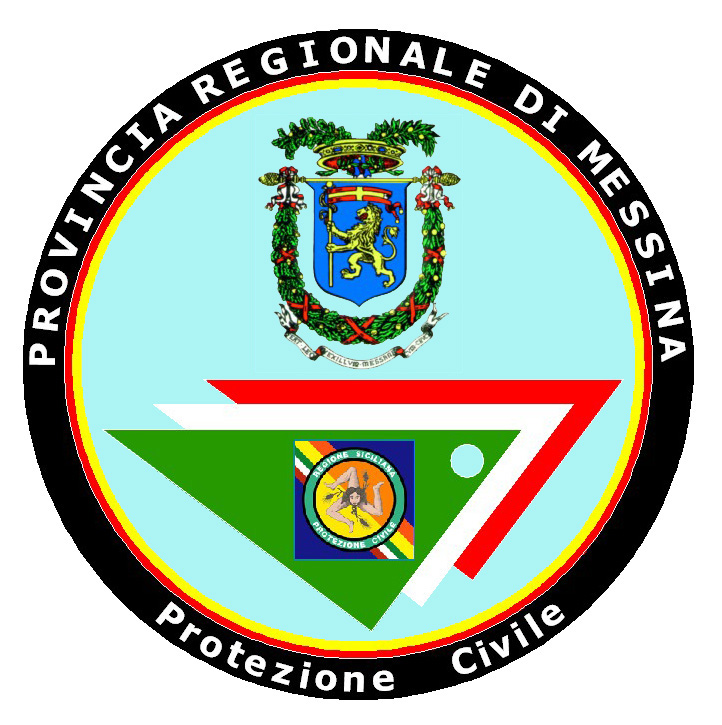 PROVINCIA REGIONALE DI MESSINA
REGIONE SICILIANA
PROTEZIONE CIVILE
Protezione Civile